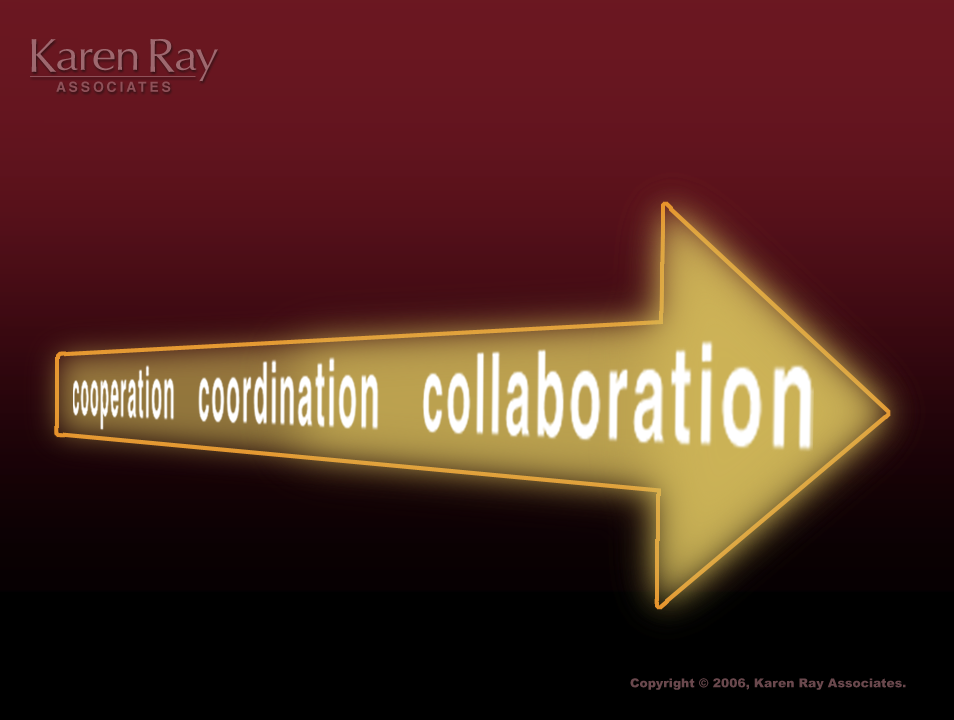 Karen Ray
ASSOCIATES
cooperation coordination collaboration
Copyright © 2006, Karen Ray Associates.